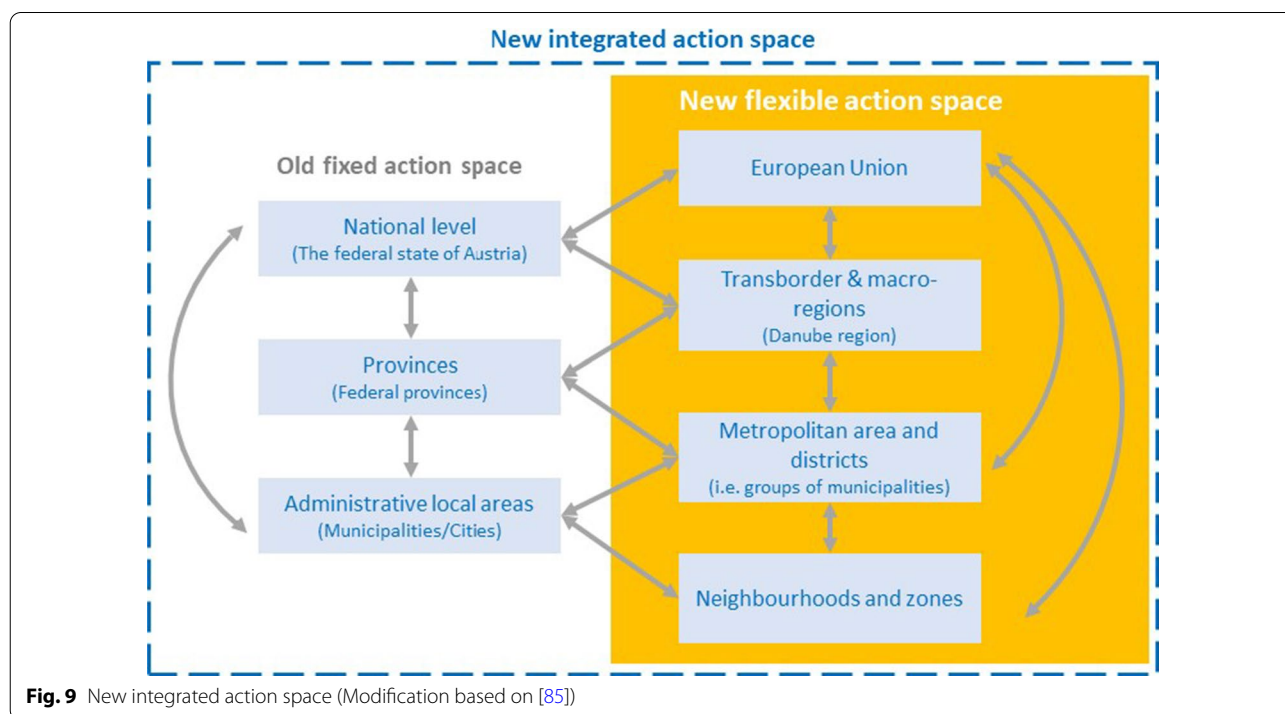 New integrated action space
New flexible action space
Old fixed action space
National level
(The federal state of Austria)
Provinces
(Federal provinces)
Administrative local areas
(Municipalities/Cities)
European Union
Transborder & macro-
regions
(Danube region)
Metropolitan area and
districts
(i.e. groups of municipalities)
Neighbourhoods and zones
Fig. 9 New integrated action space (Modification based on [85])